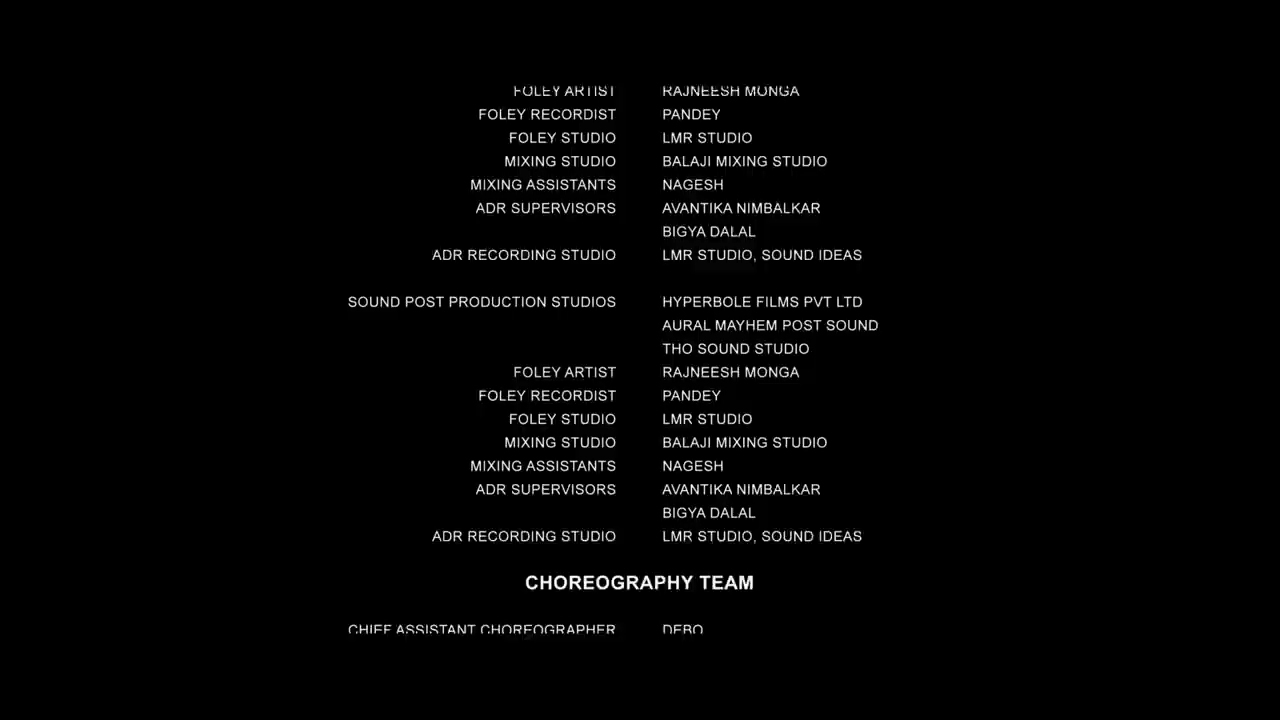 FOLEY ARTIST RAJNEESH MONGA
FOLEY RECORDIST PANDEY
FOLEY STUDIO LMR STUDIO
MIXING STUDIO BALAJI MIXING STUDIO
MIXING ASSISTANTS NAGESH
ADR SUPERVISORS AVANTIKA NIMBALKAR
BIGYA DALAL
ADR RECORDING STUDIO LMR STUDIO, SOUND IDEAS
SOUND POST PRODUCTION STUDIOS HYPERBOLE FILMS PVT LTD
AURAL MAYHEM POST SOUND
THO SOUND STUDIO
FOLEY ARTIST RAJNEESH MONGA
FOLEY RECORDIST PANDEY
FOLEY STUDIO LMR STUDIO
MIXING STUDIO BALAJI MIXING STUDIO
MIXING ASSISTANTS NAGESH
ADR SUPERVISORS AVANTIKA NIMBALKAR
BIGYA DALAL
ADR RECORDING STUDIO LMR STUDIO, SOUND IDEAS
CHOREOGRAPHY TEAM
CHIEF ASSISTANT CHOREOGRAPHER DEBO